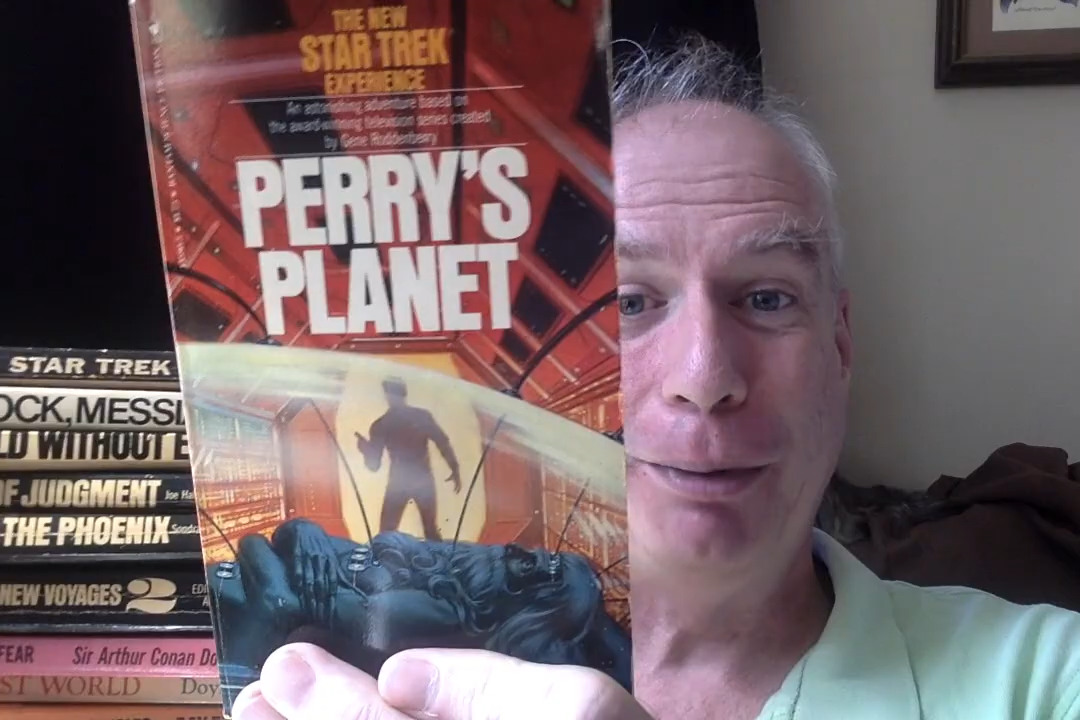 THE NEW
STAR TREK
EXPERIENCE
An astonishing adventure based on
the award-winning television series created
by Gene Roddenberry
PERRY'S
PLANET
STAR TREK
OCK, MESSI
LD WITHOUT E
OF JUDGMENT Joe Ha
THE PHOENIX Sondra
NEW VOYAGES 2 EDI
FEAR Sir Arthur Conan Do
ST WORLD Doy